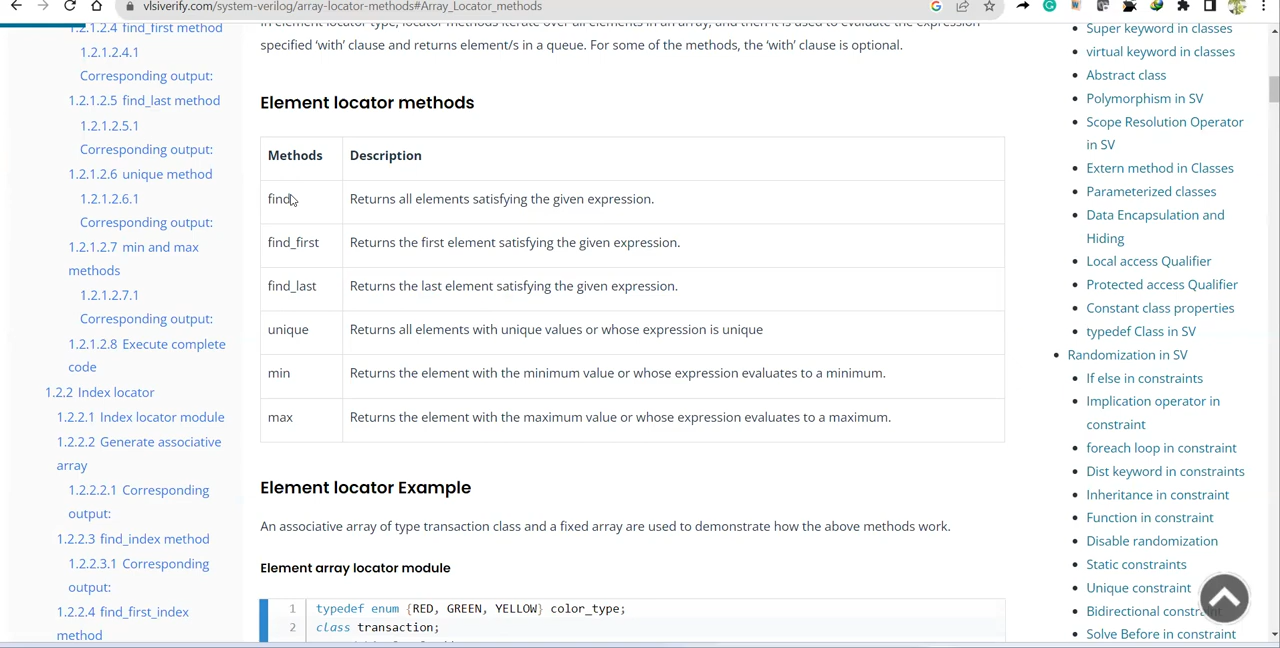 vlsiverify.com/system-verilog/array-locator-methods#Array_Locator_methods
1.2.1.2.4 find_first method
1.2.1.2.4.1
Corresponding output:
1.2.1.2.5 find_last method
1.2.1.2.5.1
Corresponding output:
1.2.1.2.6 unique method
1.2.1.2.6.1
Corresponding output:
1.2.1.2.7 min and max
methods
1.2.1.2.7.1
Corresponding output:
1.2.1.2.8 Execute complete
code
1.2.2 Index locator
1.2.2.1 Index locator module
1.2.2.2 Generate associative
array
1.2.2.2.1 Corresponding
output:
1.2.2.3 find_index method
1.2.2.3.1 Corresponding
output:
1.2.2.4 find_first_index
method
In element locator type, locator methods iterate over all elements in an array, and then it is used to evaluate the expression
specified ‘with’ clause and returns element/s in a queue. For some of the methods, the ‘with’ clause is optional.
Element locator methods
Methods Description
find Returns all elements satisfying the given expression.
find_first Returns the first element satisfying the given expression.
find_last Returns the last element satisfying the given expression.
unique Returns all elements with unique values or whose expression is unique
min Returns the element with the minimum value or whose expression evaluates to a minimum.
max Returns the element with the maximum value or whose expression evaluates to a maximum.
Element locator Example
An associative array of type transaction class and a fixed array are used to demonstrate how the above methods work.
Element array locator module
1 typedef enum {RED, GREEN, YELLOW} color_type;
2 class transaction;
Super keyword in classes
virtual keyword in classes
Abstract class
Polymorphism in SV
Scope Resolution Operator
in SV
Extern method in Classes
Parameterized classes
Data Encapsulation and
Hiding
Local access Qualifier
Protected access Qualifier
Constant class properties
typedef Class in SV
Randomization in SV
If else in constraints
Implication operator in
constraint
foreach loop in constraint
Dist keyword in constraints
Inheritance in constraint
Function in constraint
Disable randomization
Static constraints
Unique constraint
Bidirectional
Solve Before in constraint